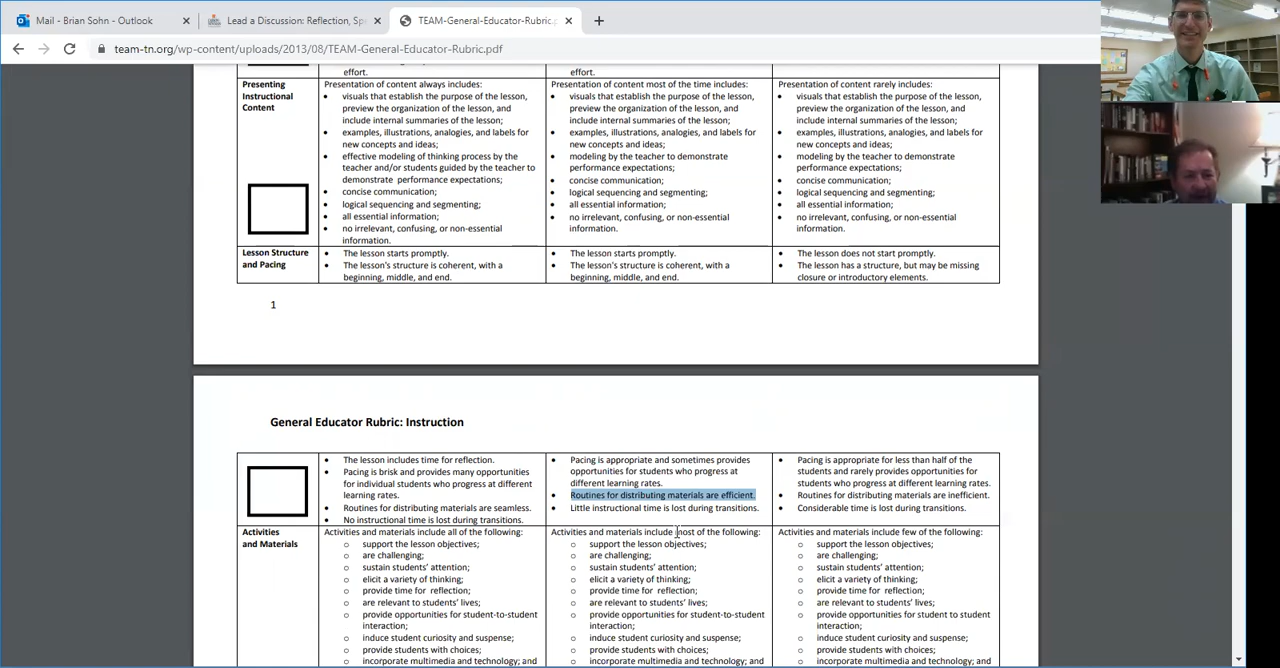 Mail - Brian Sohn - Outlook
Lead a Discussion: Reflection, Sp
TEAM-General-Educator-Rubric.p
team-tn.org/wp-content/uploads/2013/08/TEAM-General-Educator-Rubric.pdf
effort.
effort.
Presenting
Instructional
Content
Presentation of content always includes:
• visuals that establish the purpose of the lesson,
preview the organization of the lesson, and
include internal summaries of the lesson;
• examples, illustrations, analogies, and labels for
new concepts and ideas;
• effective modeling of thinking process by the
teacher and/or students guided by the teacher to
demonstrate performance expectations;
• concise communication;
• logical sequencing and segmenting;
• all essential information;
• no irrelevant, confusing, or non-essential
information.
Presentation of content most of the time includes:
• visuals that establish the purpose of the lesson,
preview the organization of the lesson, and
include internal summaries of the lesson;
• examples, illustrations, analogies, and labels for
new concepts and ideas;
• modeling by the teacher to demonstrate
performance expectations;
• concise communication;
• logical sequencing and segmenting;
• all essential information;
• no irrelevant, confusing, or non-essential
information.
Presentation of content rarely includes:
• visuals that establish the purpose of the lesson,
preview the organization of the lesson, and
include internal summaries of the lesson;
• examples, illustrations, analogies, and labels for
new concepts and ideas;
• modeling by the teacher to demonstrate
performance expectations;
• concise communication;
• logical sequencing and segmenting;
• all essential information;
• no irrelevant, confusing, or non-essential
information.
Lesson Structure
and Pacing
• The lesson starts promptly.
• The lesson's structure is coherent, with a
beginning, middle, and end.
• The lesson starts promptly.
• The lesson's structure is coherent, with a
beginning, middle, and end.
• The lesson does not start promptly.
• The lesson has a structure, but may be missing
closure or introductory elements.
1
General Educator Rubric: Instruction
• The lesson includes time for reflection.
• Pacing is brisk and provides many opportunities
for individual students who progress at different
learning rates.
• Routines for distributing materials are seamless.
• No instructional time is lost during transitions.
• Pacing is appropriate and sometimes provides
opportunities for students who progress at
different learning rates.
• Routines for distributing materials are efficient.
• Little instructional time is lost during transitions.
• Pacing is appropriate for less than half of the
students and rarely provides opportunities for
students who progress at different learning rates.
• Routines for distributing materials are inefficient.
• Considerable time is lost during transitions.
Activities
and Materials
Activities and materials include all of the following:
o support the lesson objectives;
o are challenging;
o sustain students' attention;
o elicit a variety of thinking;
o provide time for reflection;
o are relevant to students' lives;
o provide opportunities for student-to-student
interaction;
o induce student curiosity and suspense;
o provide students with choices;
o incorporate multimedia and technology; and
Activities and materials include most of the following:
o support the lesson objectives;
o are challenging;
o sustain students' attention;
o elicit a variety of thinking;
o provide time for reflection;
o are relevant to students' lives;
o provide opportunities for student-to-student
interaction;
o induce student curiosity and suspense;
o provide students with choices;
o incorporate multimedia and technology; and
Activities and materials include few of the following:
o support the lesson objectives;
o are challenging;
o sustain students' attention;
o elicit a variety of thinking;
o provide time for reflection;
o are relevant to students' lives;
o provide opportunities for student to student
interaction;
o induce student curiosity and suspense;
o provide students with choices;
o incorporate multimedia and technology; and